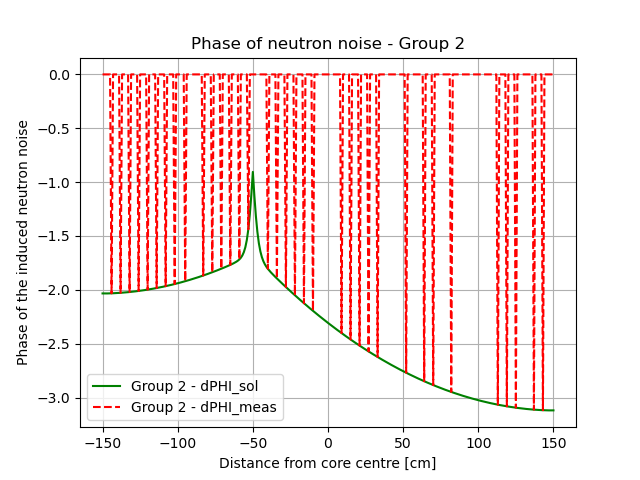 Phase of neutron noise - Group 2
Phase of the induced neutron noise
0.0
−0.5
−1.0
−1.5
−2.0
−2.5
−3.0
Group 2 - dPHI_sol
Group 2 - dPHI_meas
−150
−100
−50
0
50
100
150
Distance from core centre [cm]